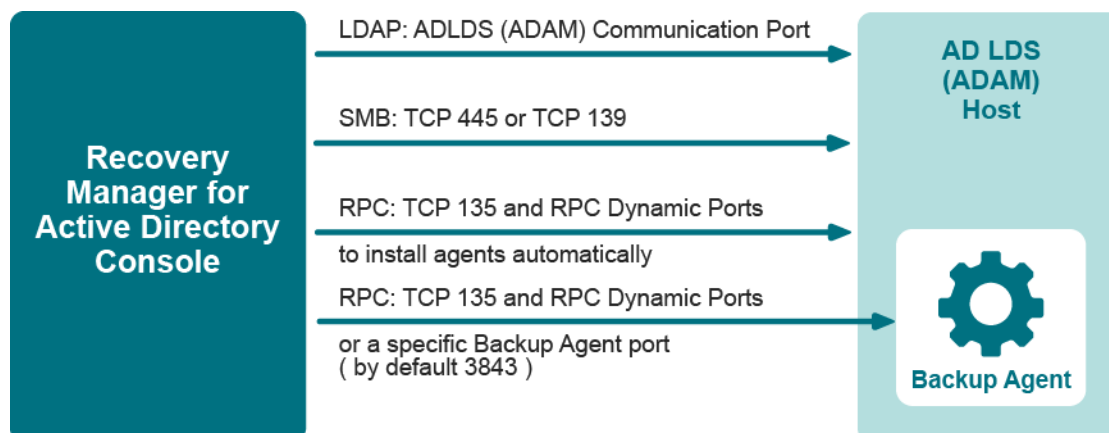 Recovery
Manager for
Active Directory
Console
LDAP: ADLDS (ADAM) Communication Port
SMB: TCP 445 or TCP 139
RPC: TCP 135 and RPC Dynamic Ports
to install agents automatically
RPC: TCP 135 and RPC Dynamic Ports
or a specific Backup Agent port
( by default 3843 )
AD LDS
(ADAM)
Host
Backup Agent